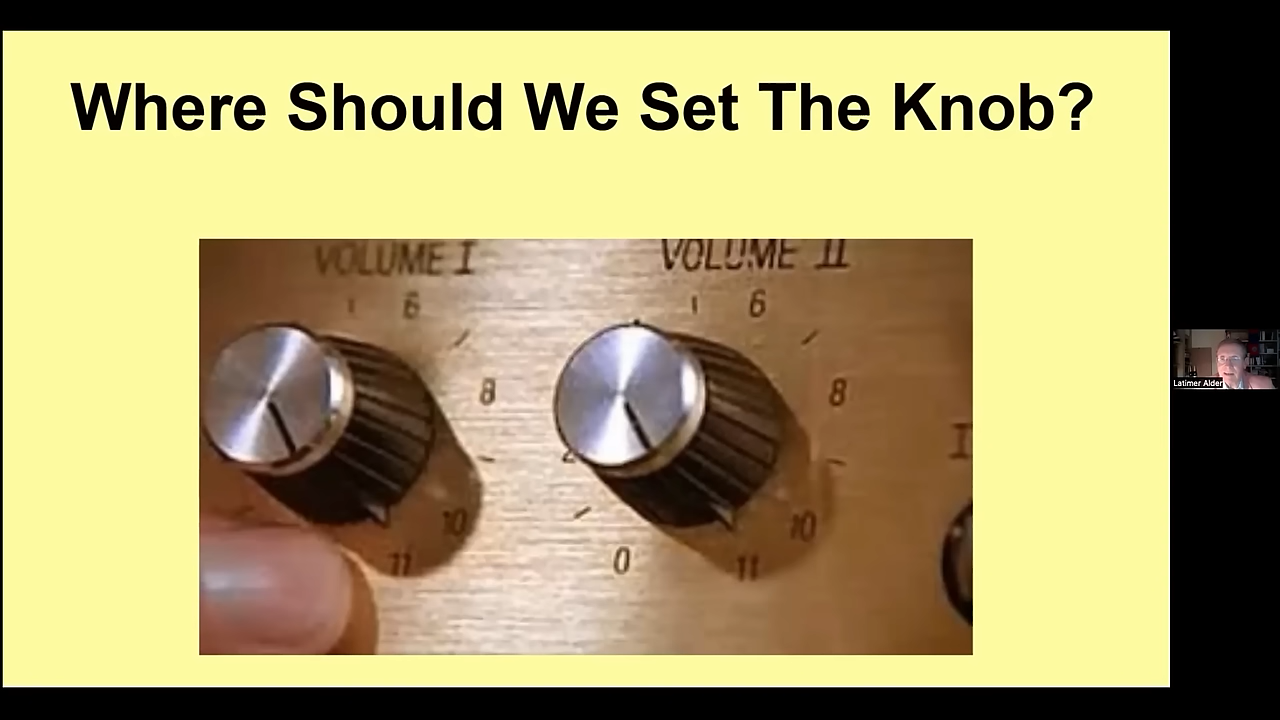 Where Should We Set The Knob?
VOLUME I
VOLUME II
6
6
8
8
I
10
10
11
0
11
Latimer Alder